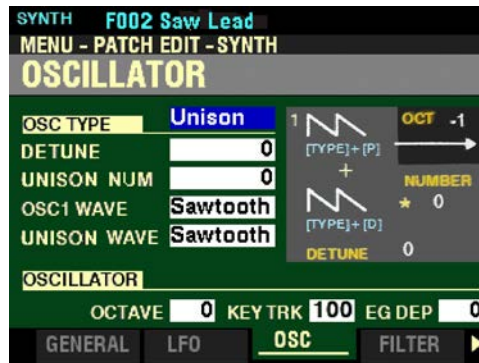 SYNTH F002 Saw Lead
MENU - PATCH EDIT - SYNTH
OSCILLATOR
OSC TYPE Unison
DETUNE 0
UNISON NUM 0
OSC1 WAVE Sawtooth
UNISON WAVE Sawtooth
1
[TYPE]+[P]
+
[TYPE]+[D]
DETUNE 0
OCT -1
NUMBER
* 0
OSCILLATOR
OCTAVE 0 KEY TRK 100 EG DEP 0
GENERAL LFO OSC FILTER